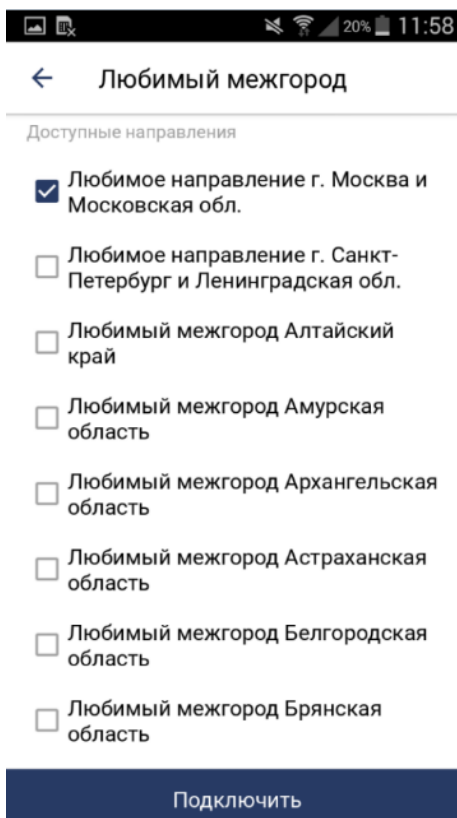 20% 11:58
Любимый межгород
Доступные направления
Любимое направление г. Москва и
Московская обл.
Любимое направление г. Санкт-
Петербург и Ленинградская обл.
Любимый межгород Алтайский
край
Любимый межгород Амурская
область
Любимый межгород Архангельская
область
Любимый межгород Астраханская
область
Любимый межгород Белгородская
область
Любимый межгород Брянская
область
Подключить